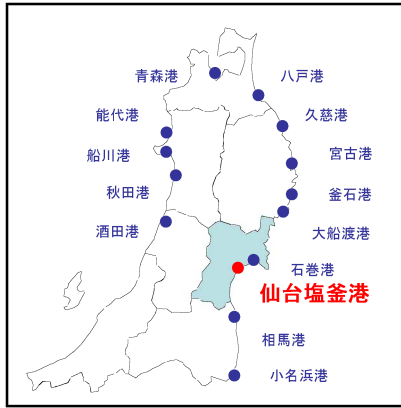 青森港
八戸港
能代港
久慈港
船川港
宮古港
秋田港
釜石港
酒田港
大船渡港
石巻港
仙台塩釜港
相馬港
小名浜港